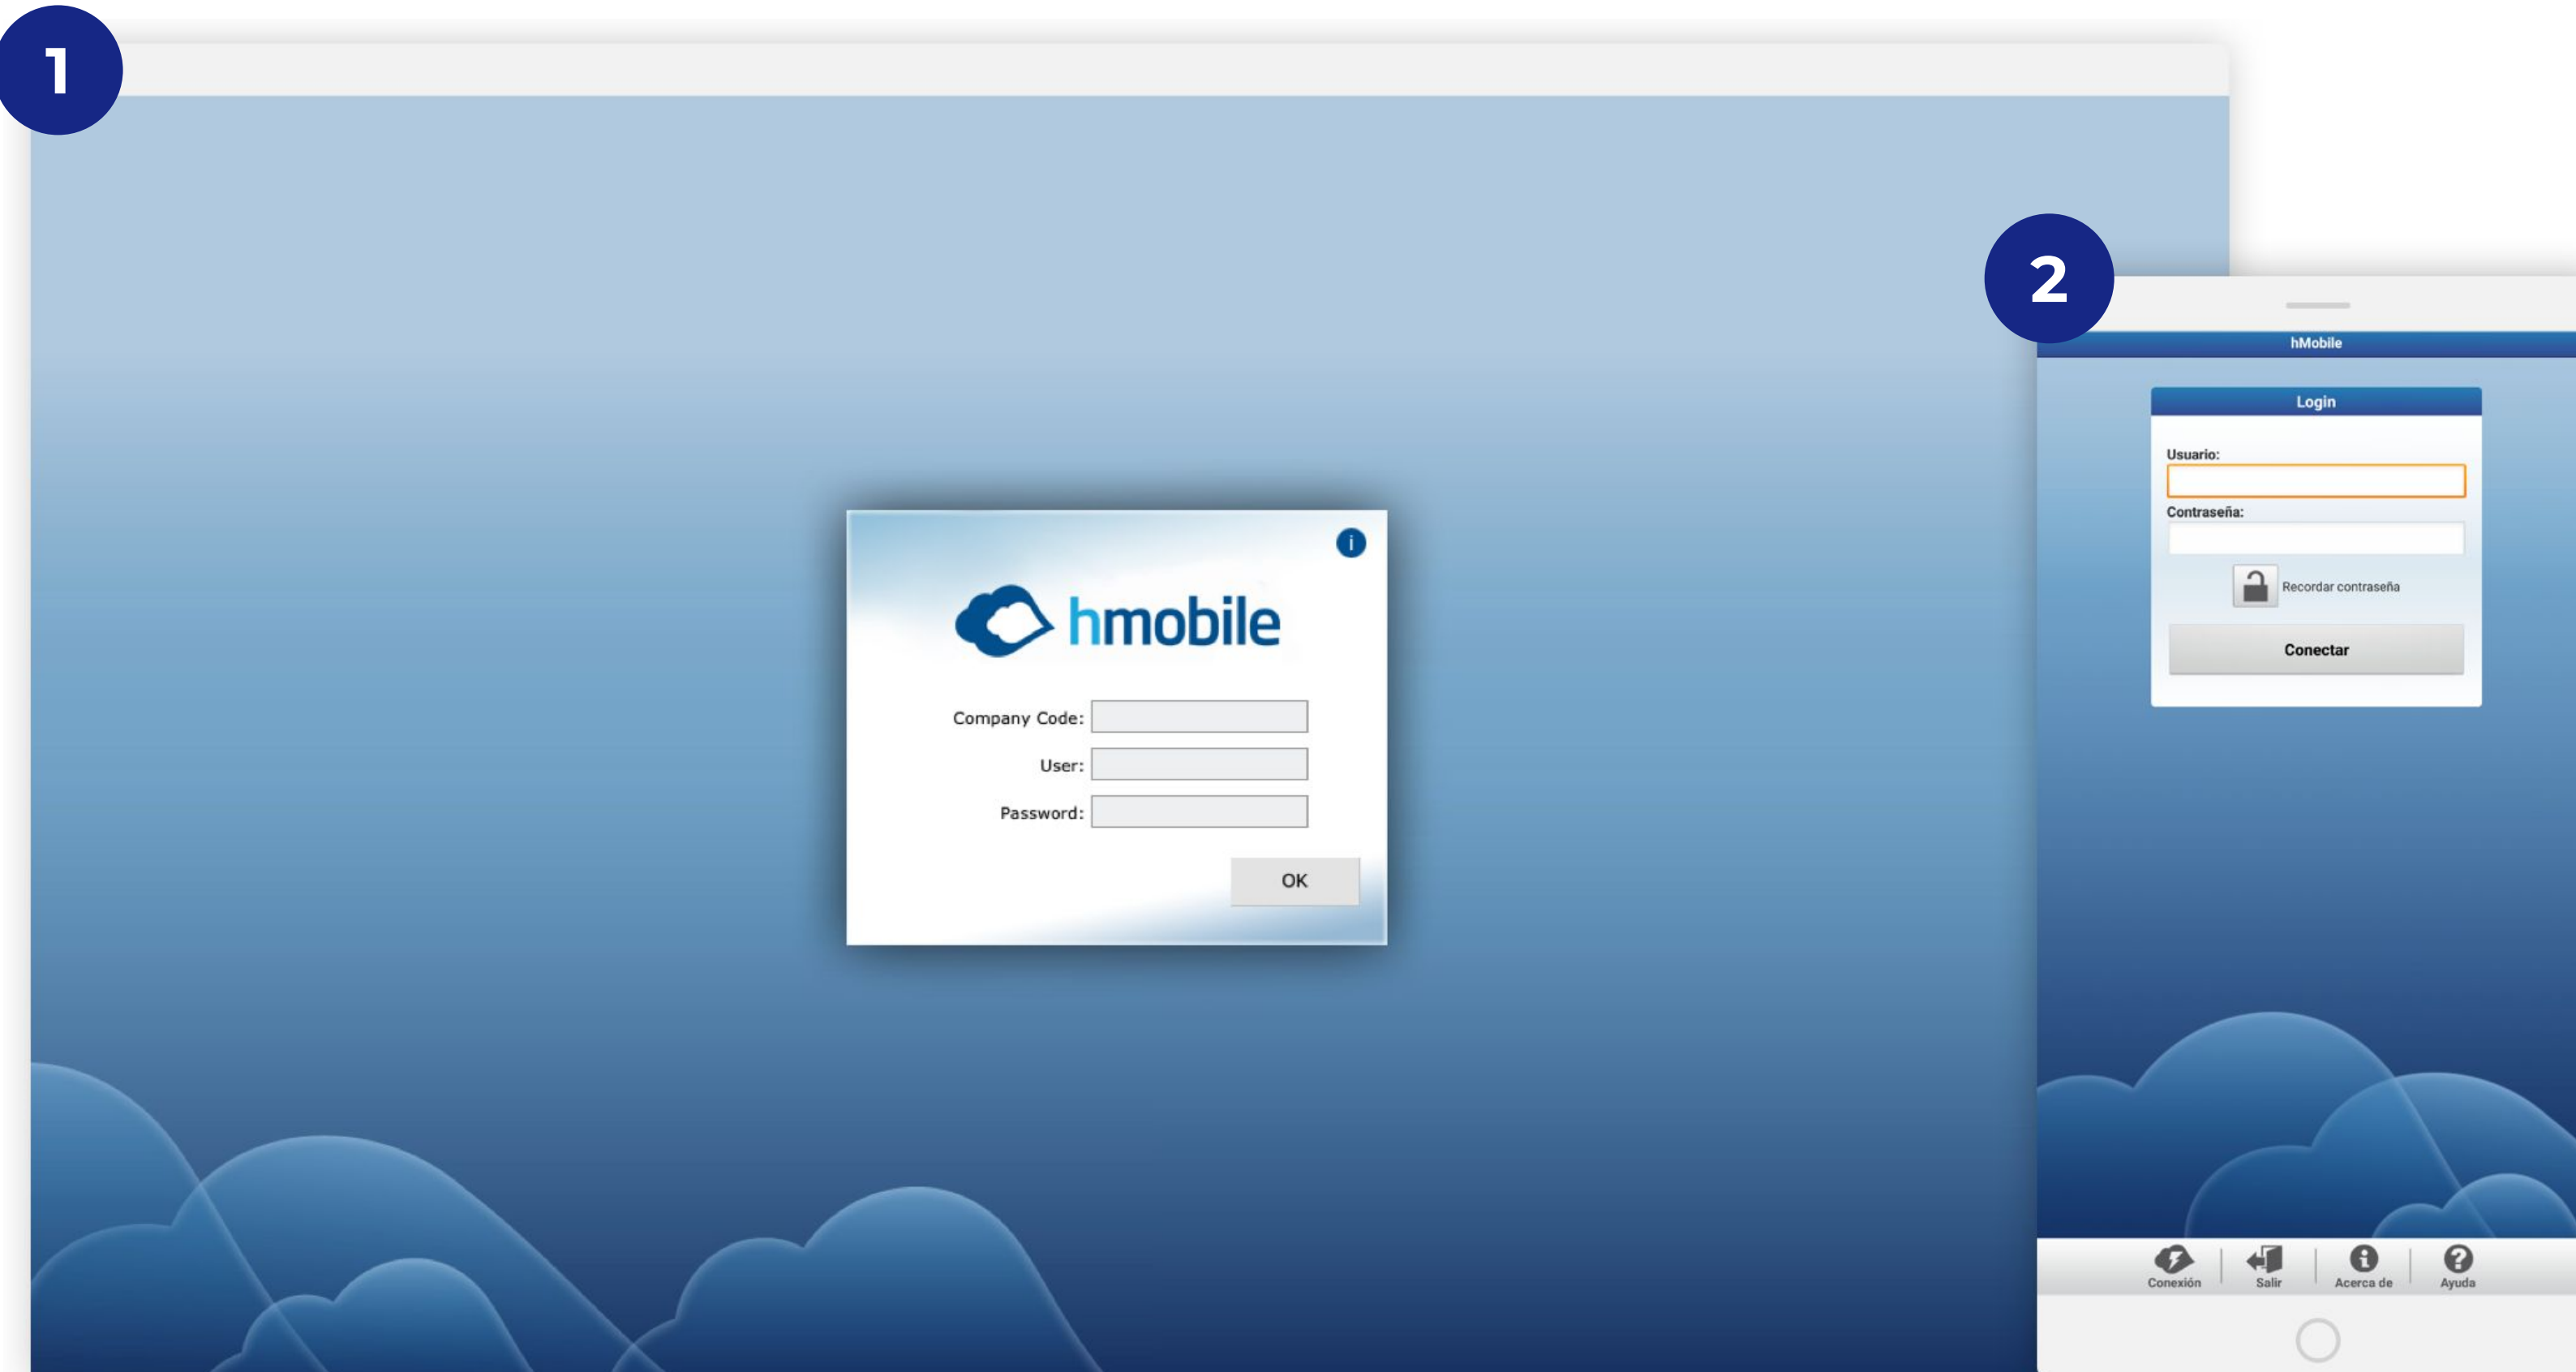 1
hmobile
Company Code:
User:
Password:
OK
2
hMobile
Login
Usuario:
Contraseña:
Recordar contraseña
Conectar
Conexión
Salir
Acerca de
Ayuda